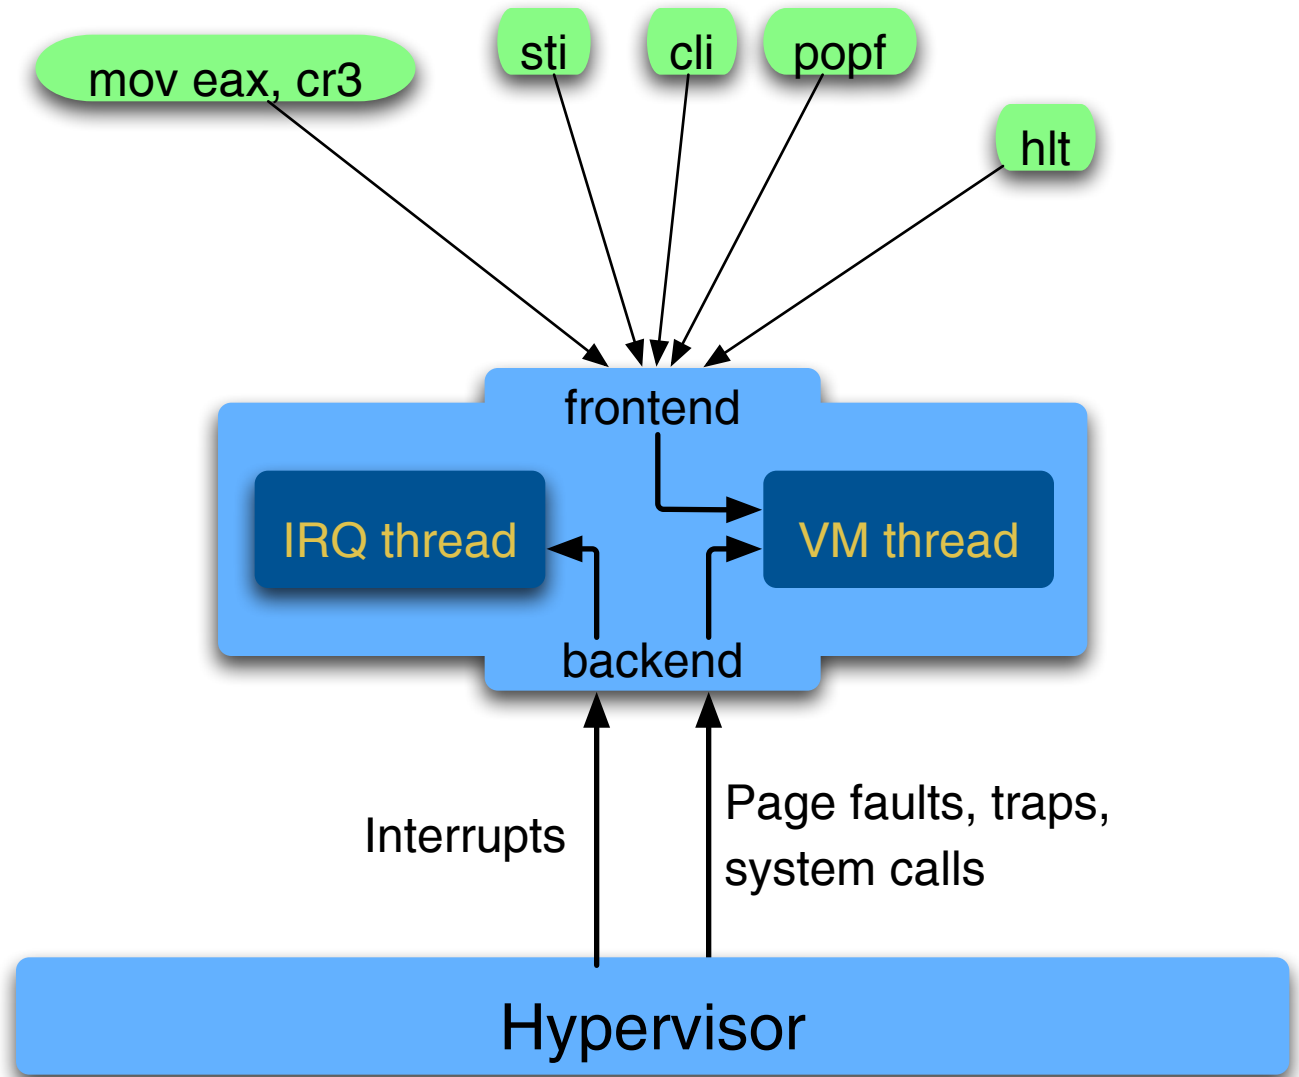 mov eax, cr3
sti
cli
popf
hlt
frontend
IRQ thread
VM thread
backend
Interrupts
Page faults, traps,
system calls
Hypervisor